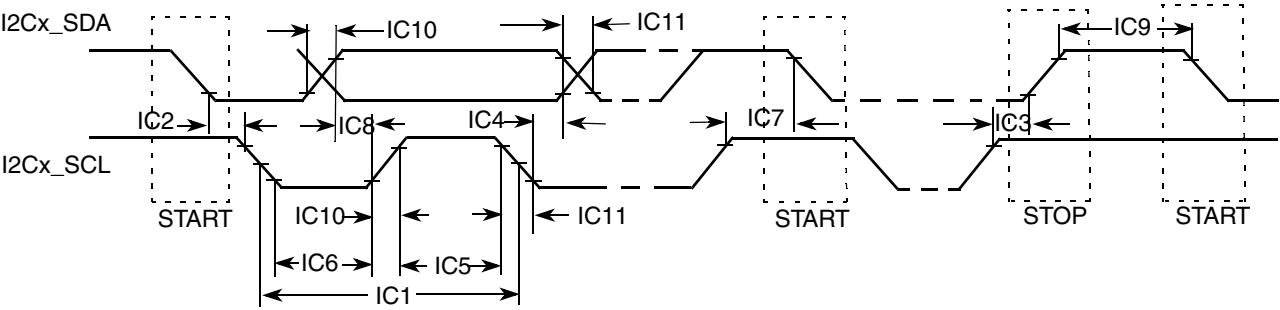 I2Cx_SDA
IC10
IC11
IC9
IC2
IC8
IC4
IC7
IC3
I2Cx_SCL
START
IC10
IC11
START
STOP
START
IC6
IC5
IC1